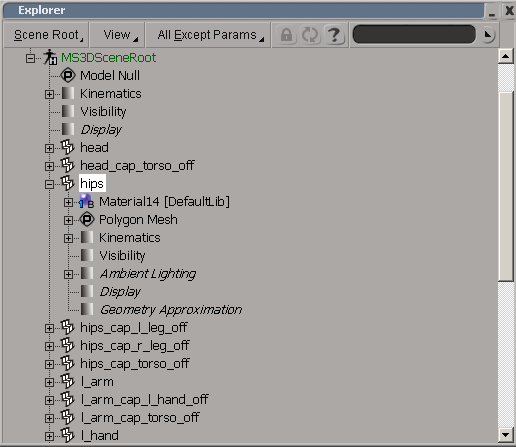 Explorer
Scene Root View All Except Params
MS3DSceneRoot
Model Null
Kinematics
Visibility
Display
head
head_cap_torso_off
hips
Material14 [DefaultLib]
Polygon Mesh
Kinematics
Visibility
Ambient Lighting
Display
Geometry Approximation
hips_cap_l_leg_off
hips_cap_r_leg_off
hips_cap_torso_off
l_arm
l_arm_cap_l_hand_off
l_arm_cap_torso_off
l_hand